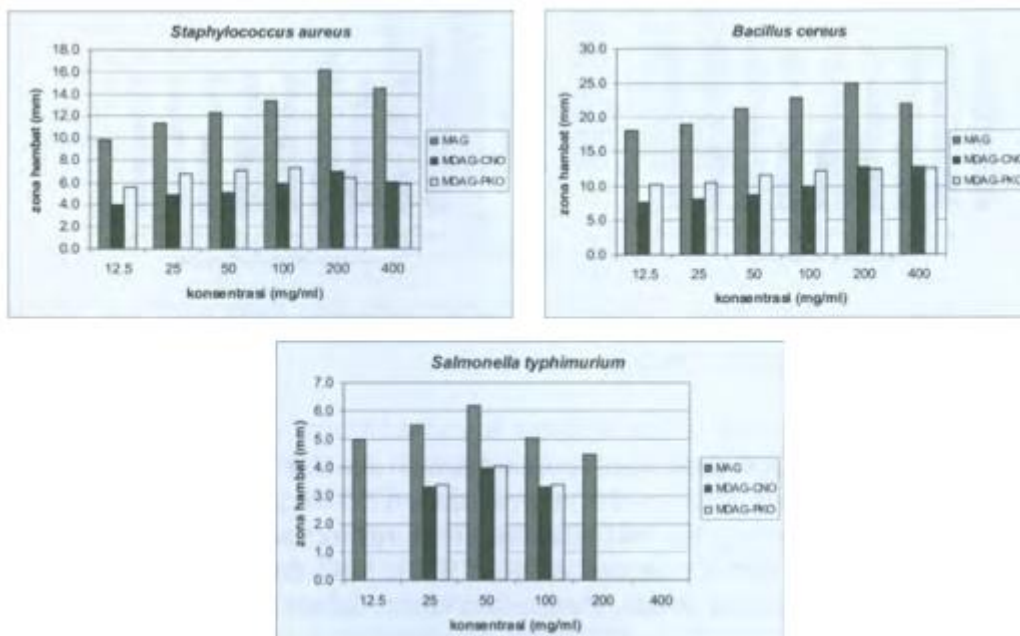 Staphylococcus aureus
zona hambat (mm)
18.0
16.0
14.0
12.0
10.0
8.0
6.0
4.0
2.0
0.0
12.5 25 50 100 200 400
konsentrasi (mg/ml)
MAG
MDAG-CNO
MDAG-PKO
Bacillus cereus
zona hambat (mm)
30.0
25.0
20.0
15.0
10.0
5.0
0.0
12.5 25 50 100 200 400
konsentrasi (mg/ml)
MAG
MDAG-CNO
MDAG-PKO
Salmonella typhimurium
zona hambat (mm)
7.0
6.0
5.0
4.0
3.0
2.0
1.0
0.0
12.5 25 50 100 200 400
konsentrasi (mg/ml)
MAG
MDAG-CNO
MDAG-PKO